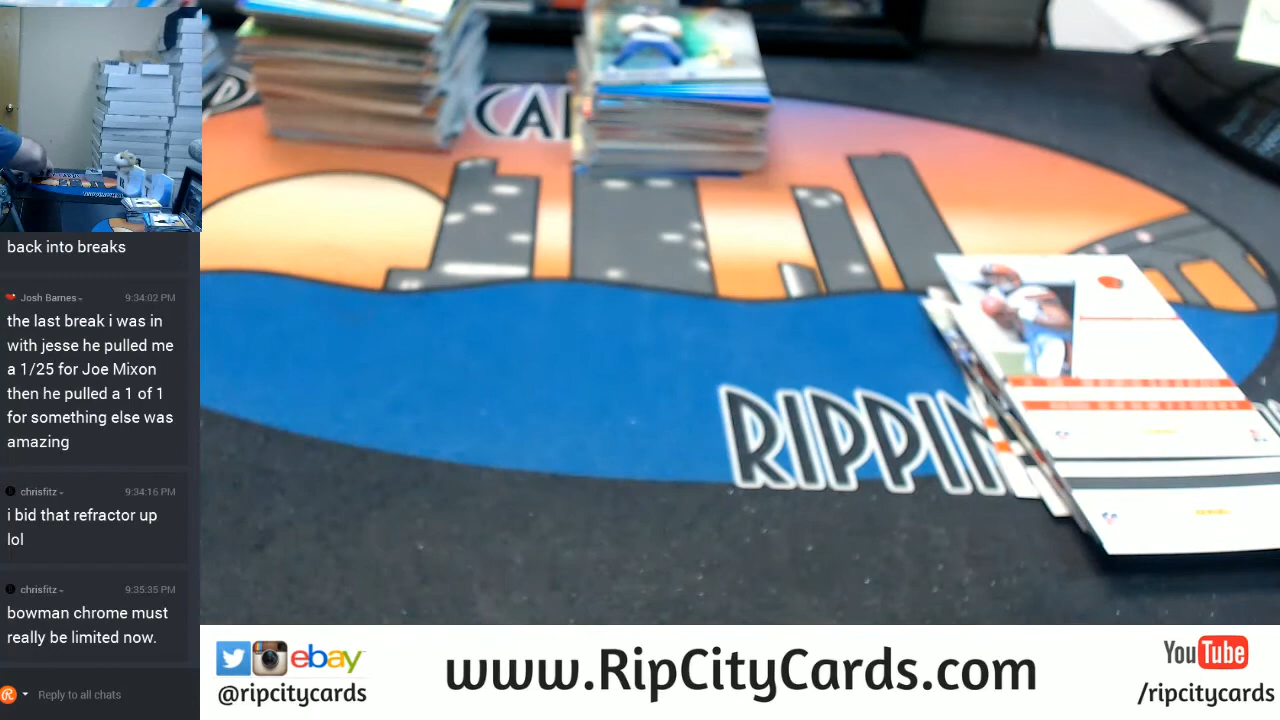 back into breaks
Josh Barnes 9:34:02 PM
the last break i was in
with jesse he pulled me
a 1/25 for Joe Mixon
then he pulled a 1 of 1
for something else was
amazing
chrisfitz 9:34:16 PM
i bid that refractor up
lol
chrisfitz 9:35:35 PM
bowman chrome must
really be limited now.
Reply to all chats
RIPPIN
ebay
@ripcitycards
www.RipCityCards.com
YouTube
/ripcitycards